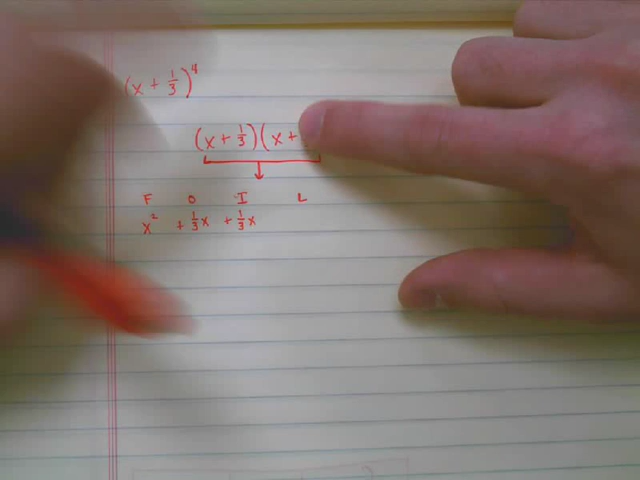 (x + 1/3)^4
(x + 1/3)(x +
F O I L
x² + 1/3x + 1/3x